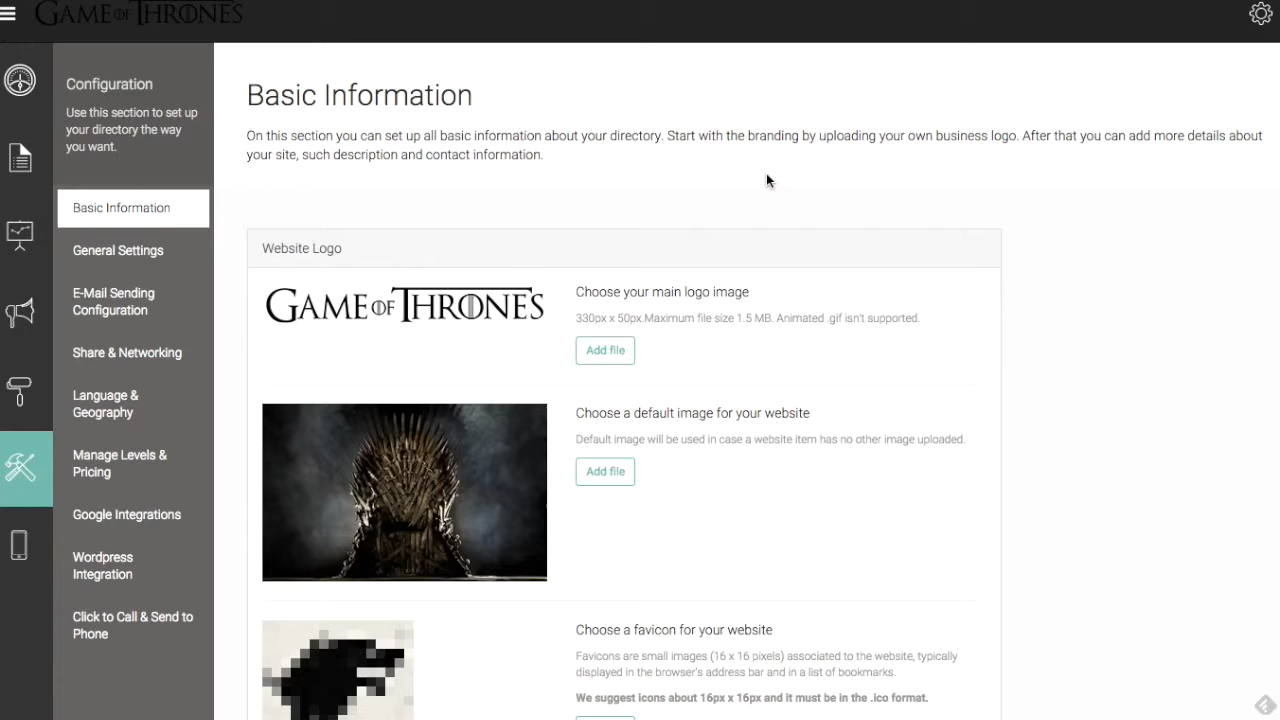 GAME OF THRONES
Configuration
Use this section to set up
your directory the way
you want.
Basic Information
General Settings
E-Mail Sending
Configuration
Share & Networking
Language &
Geography
Manage Levels &
Pricing
Google Integrations
Wordpress
Integration
Click to Call & Send to
Phone
Basic Information
On this section you can set up all basic information about your directory. Start with the branding by uploading your own business logo. After that you can add more details about
your site, such description and contact information.
Website Logo
GAME OF THRONES
Choose your main logo image
330px x 50px.Maximum file size 1.5 MB. Animated .gif isn't supported.
Add file
Choose a default image for your website
Default image will be used in case a website item has no other image uploaded.
Add file
Choose a favicon for your website
Favicons are small images (16 x 16 pixels) associated to the website, typically
displayed in the browser's address bar and in a list of bookmarks.
We suggest icons about 16px x 16px and it must be in the .ico format.